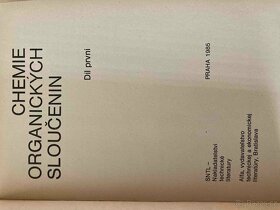 CHEMIE
ORGANICKÝCH
SLOUČENIN
Díl první
PRAHA 1985
SNTL –
Nakladatelství
technické
literatury
Alfa, vydavateľstvo
technickej a ekonomickej
literatúry, Bratislava